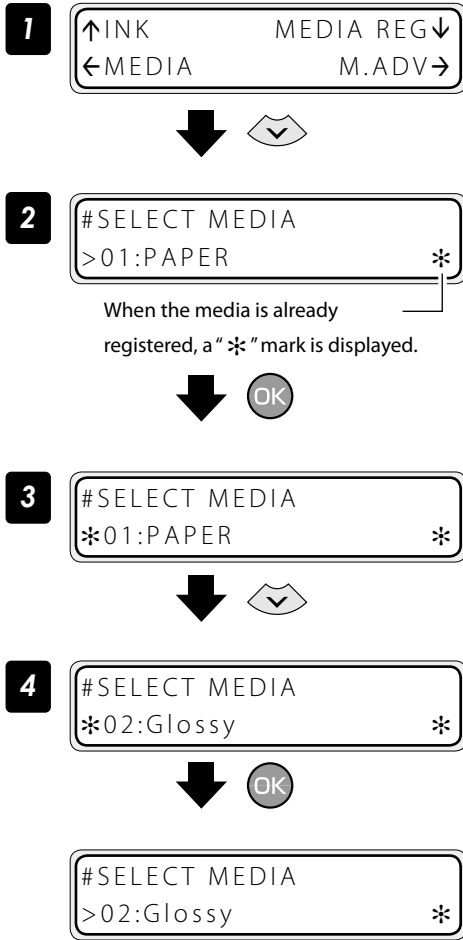 1
↑INK MEDIA REG↓
←MEDIA M.ADV→
2
#SELECT MEDIA
>01:PAPER ✻
When the media is already
registered, a “ ✻ ” mark is displayed.
OK
3
#SELECT MEDIA
✻01:PAPER ✻
4
#SELECT MEDIA
✻02:Glossy ✻
OK
#SELECT MEDIA
>02:Glossy ✻